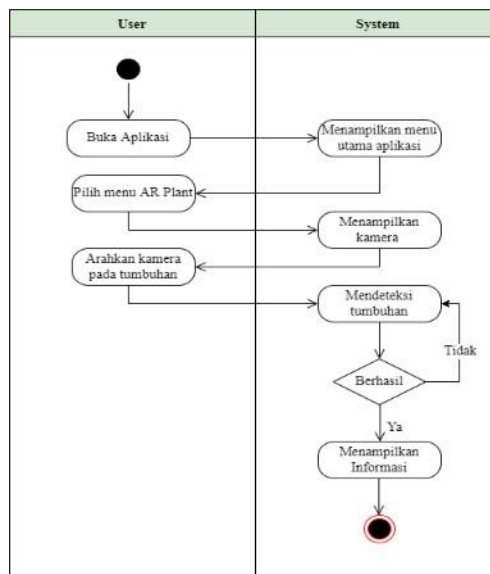 User
System
Buka Aplikasi
Menampilkan menu
utama aplikasi
Pilih menu AR Plant
Menampilkan
kamera
Arahkan kamera
pada tumbuhan
Mendeteksi
tumbuhan
Tidak
Berhasil
Ya
Menampilkan
Informasi